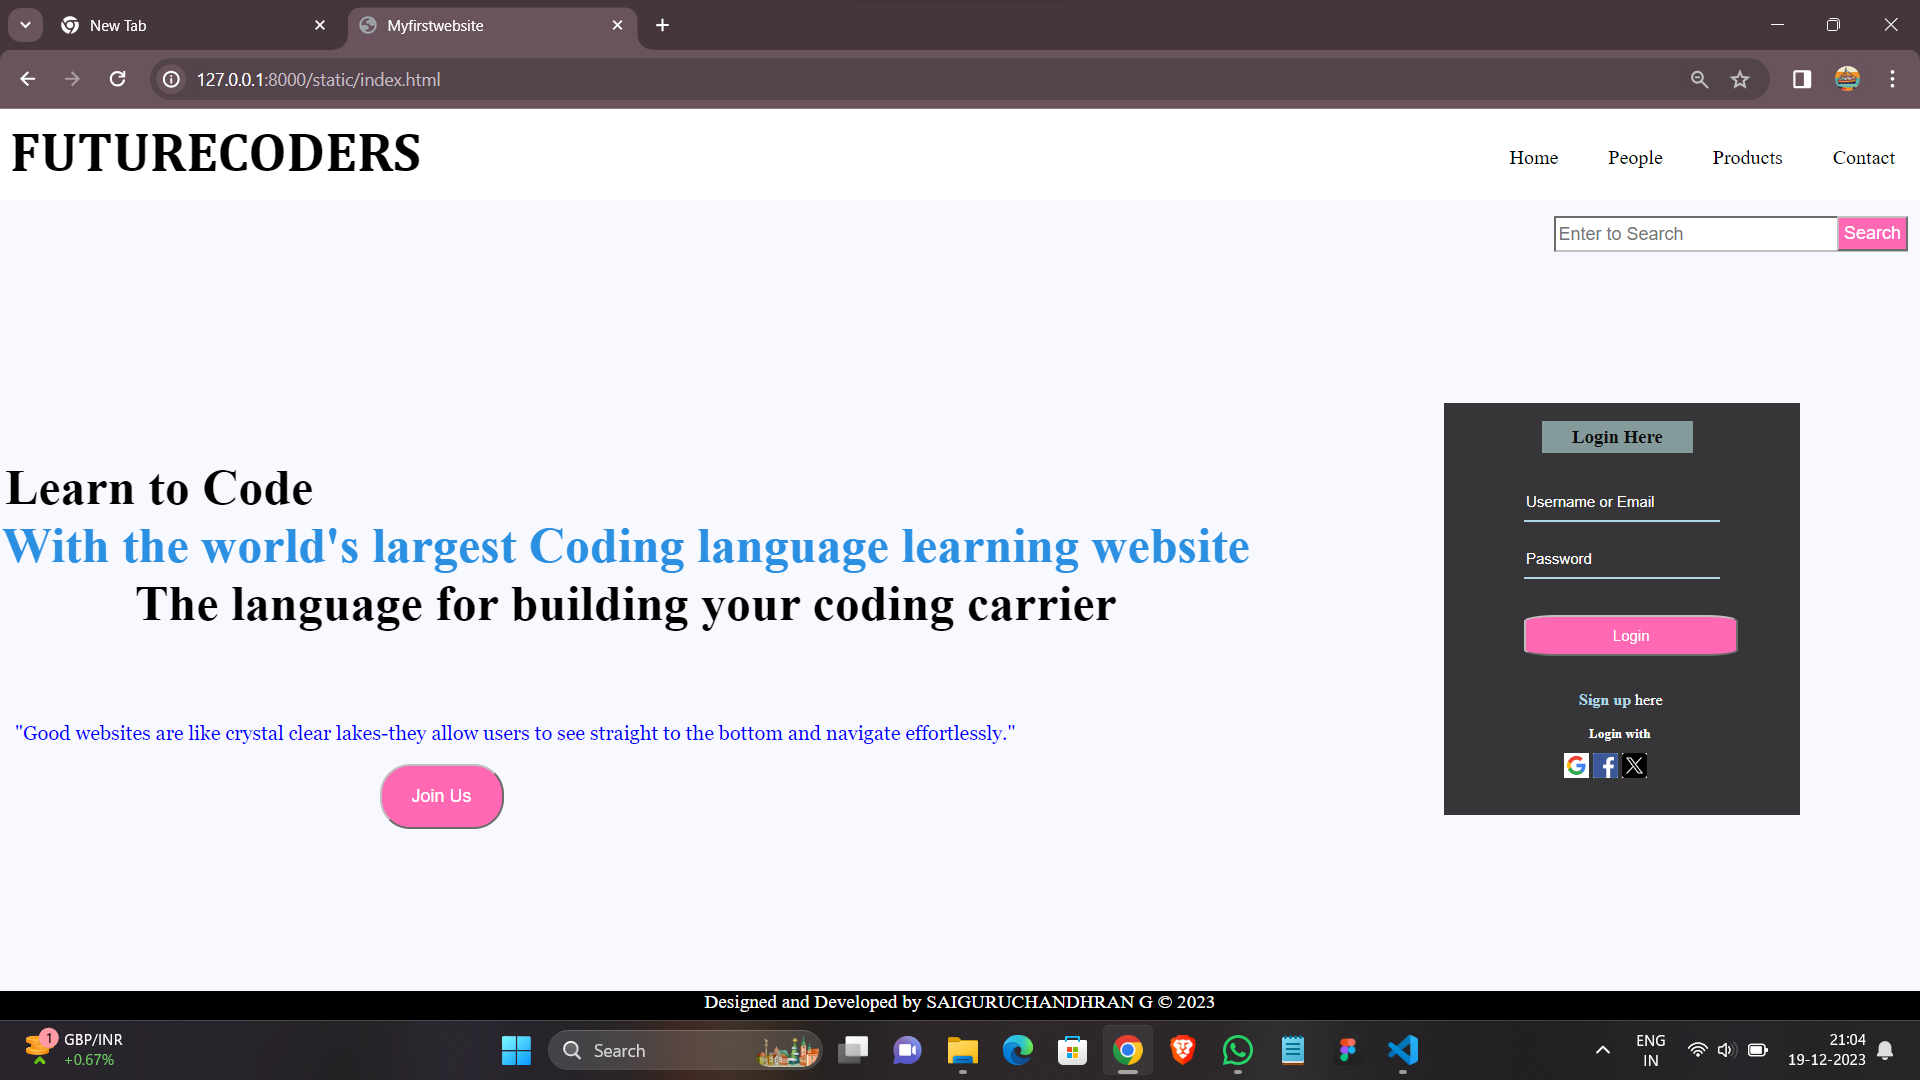 New Tab
Myfirstwebsite
127.0.0.1:8000/static/index.html
FUTURECODERS
Home People Products Contact
Enter to Search Search
Login Here
Username or Email
Password
Login
Sign up here
Login with
Learn to Code
With the world's largest Coding language learning website
The language for building your coding carrier
"Good websites are like crystal clear lakes-they allow users to see straight to the bottom and navigate effortlessly."
Join Us
Designed and Developed by SAIGURUCHANDHRAN G © 2023
1
GBP/INR
+0.67%
Search
ENG
IN
21:04
19-12-2023